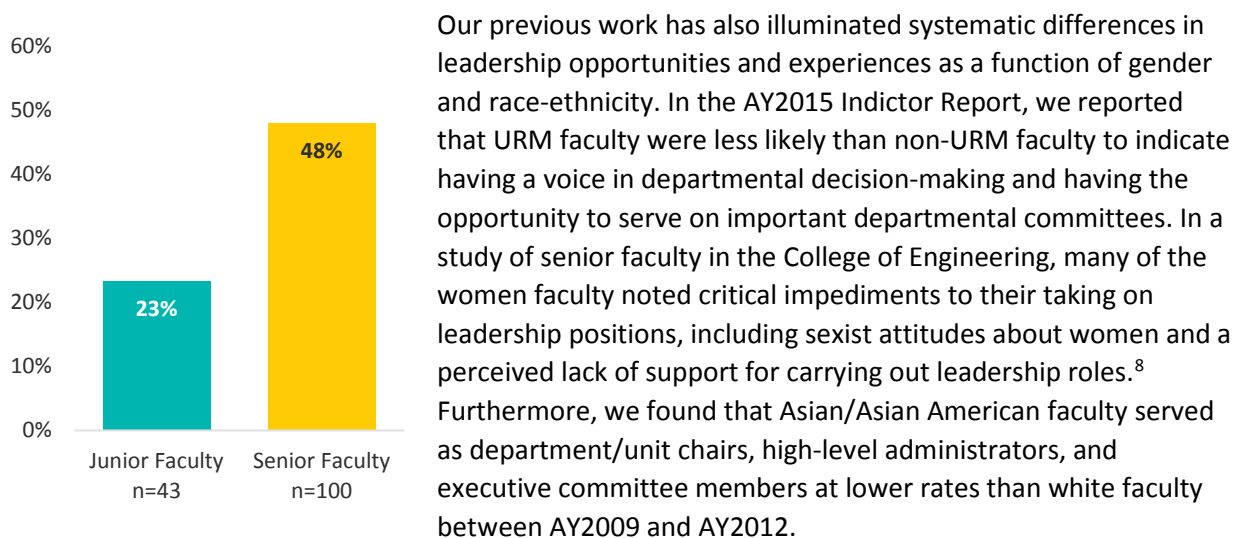 60%
50%
40%
30%
20%
10%
0%
48%
23%
Junior Faculty
n=43
Senior Faculty
n=100
Our previous work has also illuminated systematic differences in
leadership opportunities and experiences as a function of gender
and race-ethnicity. In the AY2015 Indictor Report, we reported
that URM faculty were less likely than non-URM faculty to indicate
having a voice in departmental decision-making and having the
opportunity to serve on important departmental committees. In a
study of senior faculty in the College of Engineering, many of the
women faculty noted critical impediments to their taking on
leadership positions, including sexist attitudes about women and a
perceived lack of support for carrying out leadership roles.⁸
Furthermore, we found that Asian/Asian American faculty served
as department/unit chairs, high-level administrators, and
executive committee members at lower rates than white faculty
between AY2009 and AY2012.